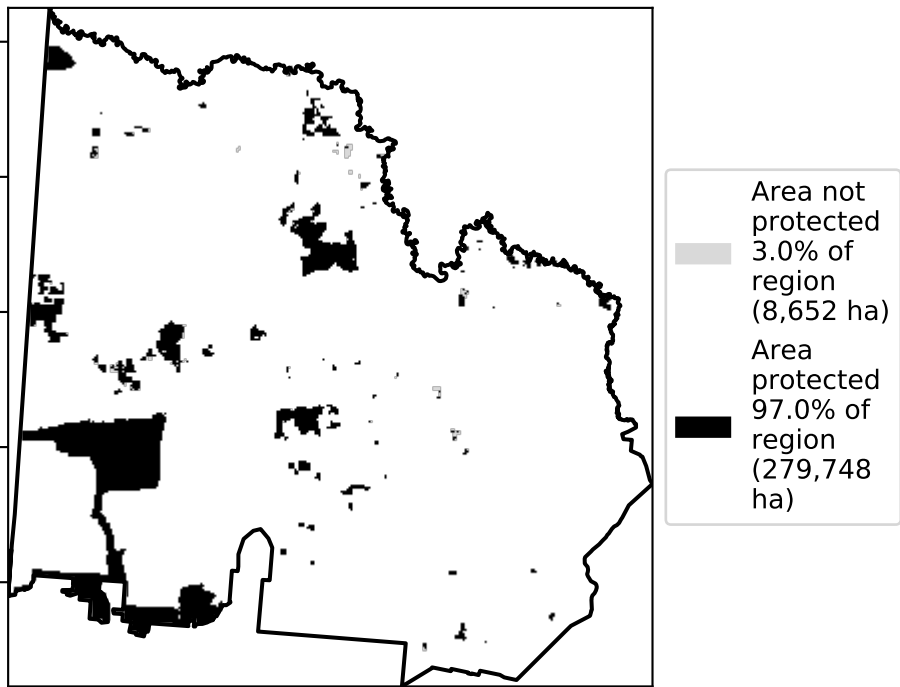 Area not
protected
3.0% of
region
(8,652 ha)
Area
protected
97.0% of
region
(279,748
ha)